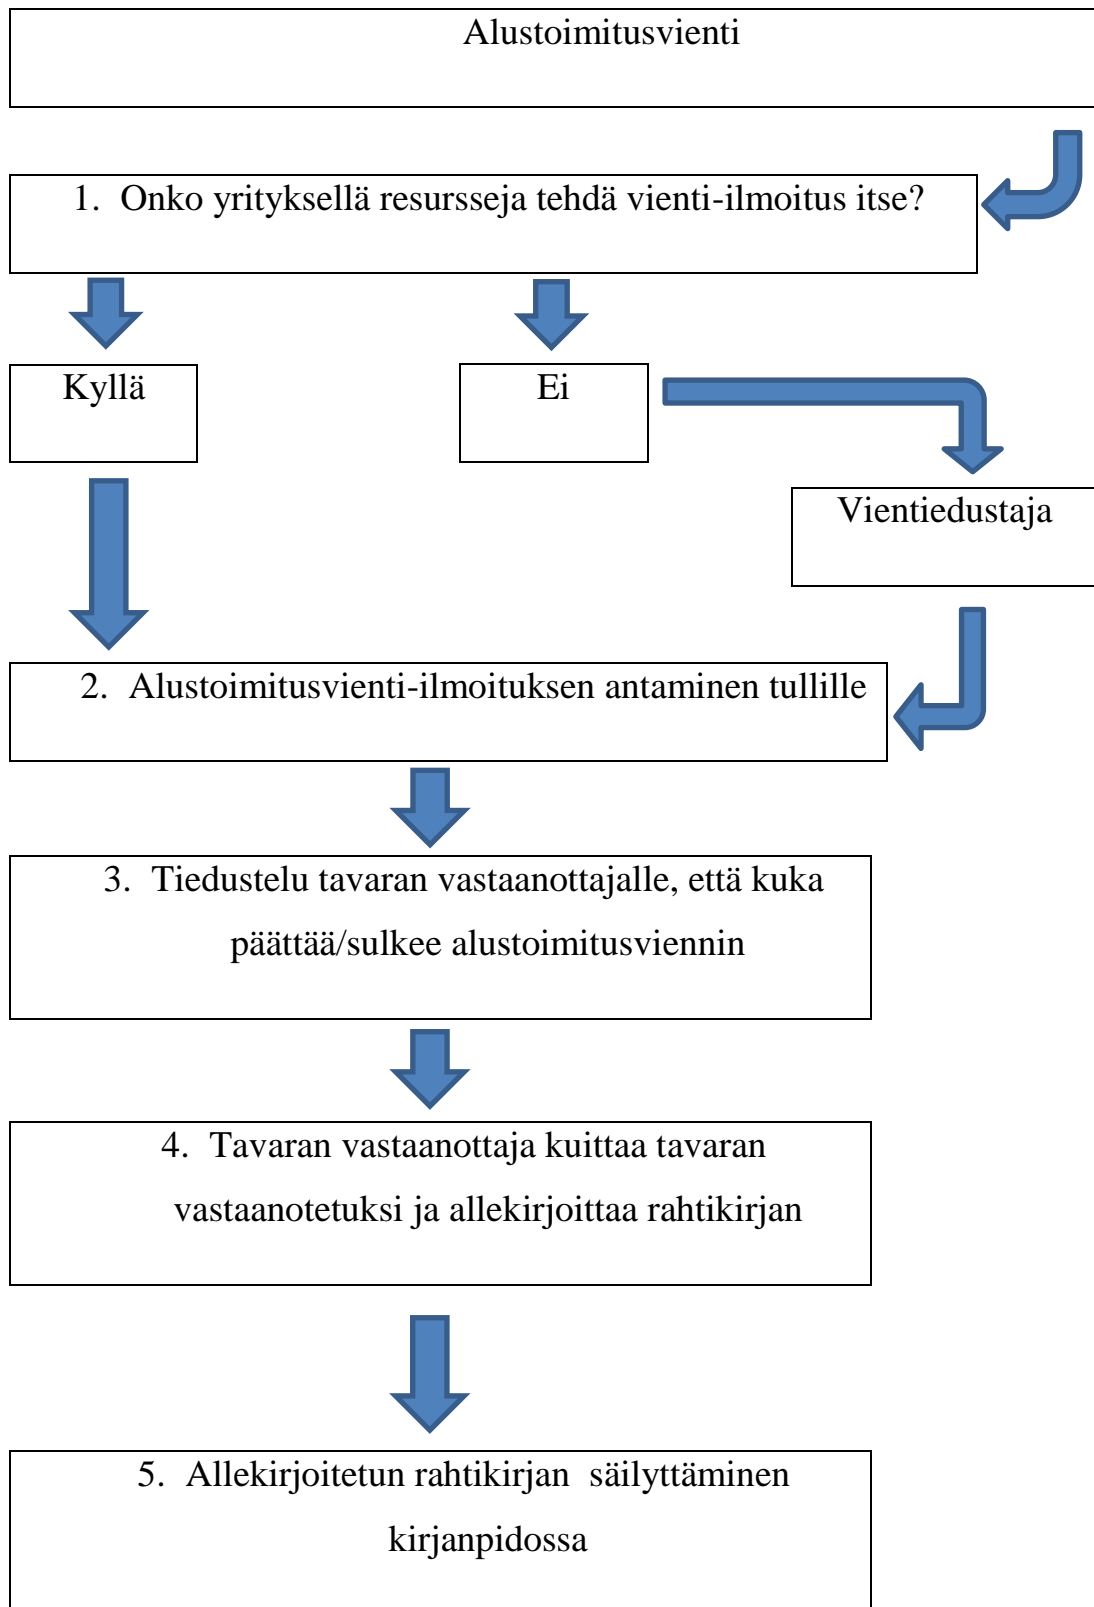 Alustoimitusvienti
1. Onko yrityksellä resursseja tehdä vienti-ilmoitus itse?
Kyllä
Ei
Vientiedustaja
2. Alustoimitusvienti-ilmoituksen antaminen tullille
3. Tiedustelu tavaran vastaanottajalle, että kuka
päättää/sulkee alustoimitusviennin
4. Tavaran vastaanottaja kuittaa tavaran
vastaanotetuksi ja allekirjoittaa rahtikirjan
5. Allekirjoitetun rahtikirjan säilyttäminen
kirjanpidossa